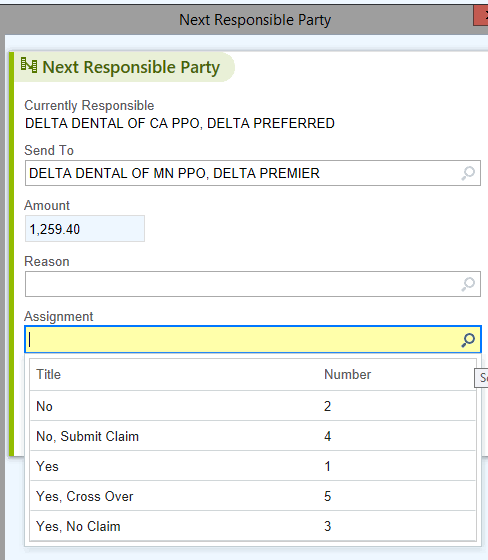 Next Responsible Party
Next Responsible Party
Currently Responsible
DELTA DENTAL OF CA PPO, DELTA PREFERRED
Send To
DELTA DENTAL OF MN PPO, DELTA PREMIER
Amount
1,259.40
Reason
Assignment
Title Number
No 2
No, Submit Claim 4
Yes 1
Yes, Cross Over 5
Yes, No Claim 3